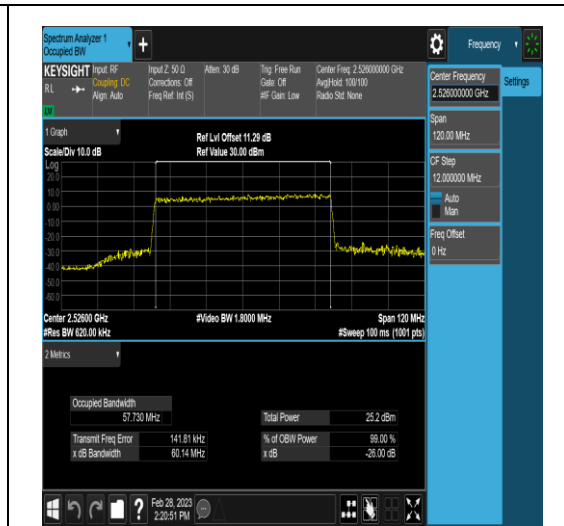 Spectrum Analyzer 1
Occupied BW
Frequency
KEYSIGHT
Input: RF
Coupling: DC
Align: Auto
Input Z: 50 Ω
Corrections: Off
Freq Ref: Int (S)
Atten: 30 dB
Trig: Free Run
Gate: Off
#IF Gain: Low
Center Freq: 2.526000000 GHz
Avg|Hold: 100/100
Radio Std: None
RL
LW
Center Frequency
2.526000000 GHz
Settings
Span
120.00 MHz
CF Step
12.000000 MHz
Auto
Man
Freq Offset
0 Hz
1 Graph
Scale/Div 10.0 dB
Ref Lvl Offset 11.29 dB
Ref Value 30.00 dBm
Log
20.0
10.0
0.00
-10.0
-20.0
-30.0
-40.0
-50.0
-60.0
Center 2.52600 GHz
#Video BW 1.8000 MHz
Span 120 MHz
#Res BW 620.00 kHz
#Sweep 100 ms (1001 pts)
2 Metrics
Occupied Bandwidth
57.730 MHz
Total Power 25.2 dBm
Transmit Freq Error 141.81 kHz
% of OBW Power 99.00 %
x dB Bandwidth 60.14 MHz
x dB -26.00 dB
?
Feb 28, 2023
2:20:51 PM